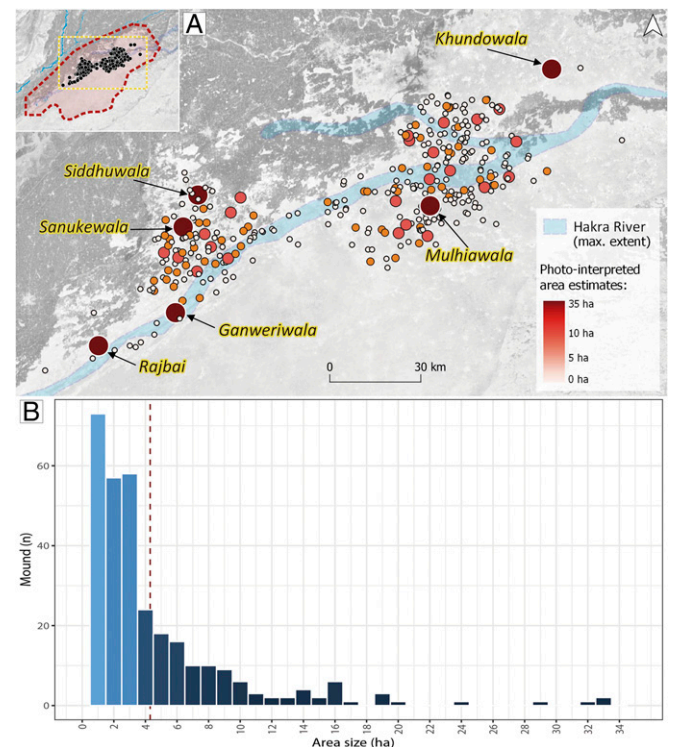 A
Khundowala
Siddhuwala
Sanukewala
Mulhiawala
Ganweriwala
Rajbai
0 30 km
Hakra River
(max. extent)
Photo-interpreted
area estimates:
35 ha
10 ha
5 ha
0 ha
B
Mound (n)
60
40
20
0
0 2 4 6 8 10 12 14 16 18 20 22 24 26 28 30 32 34
Area size (ha)